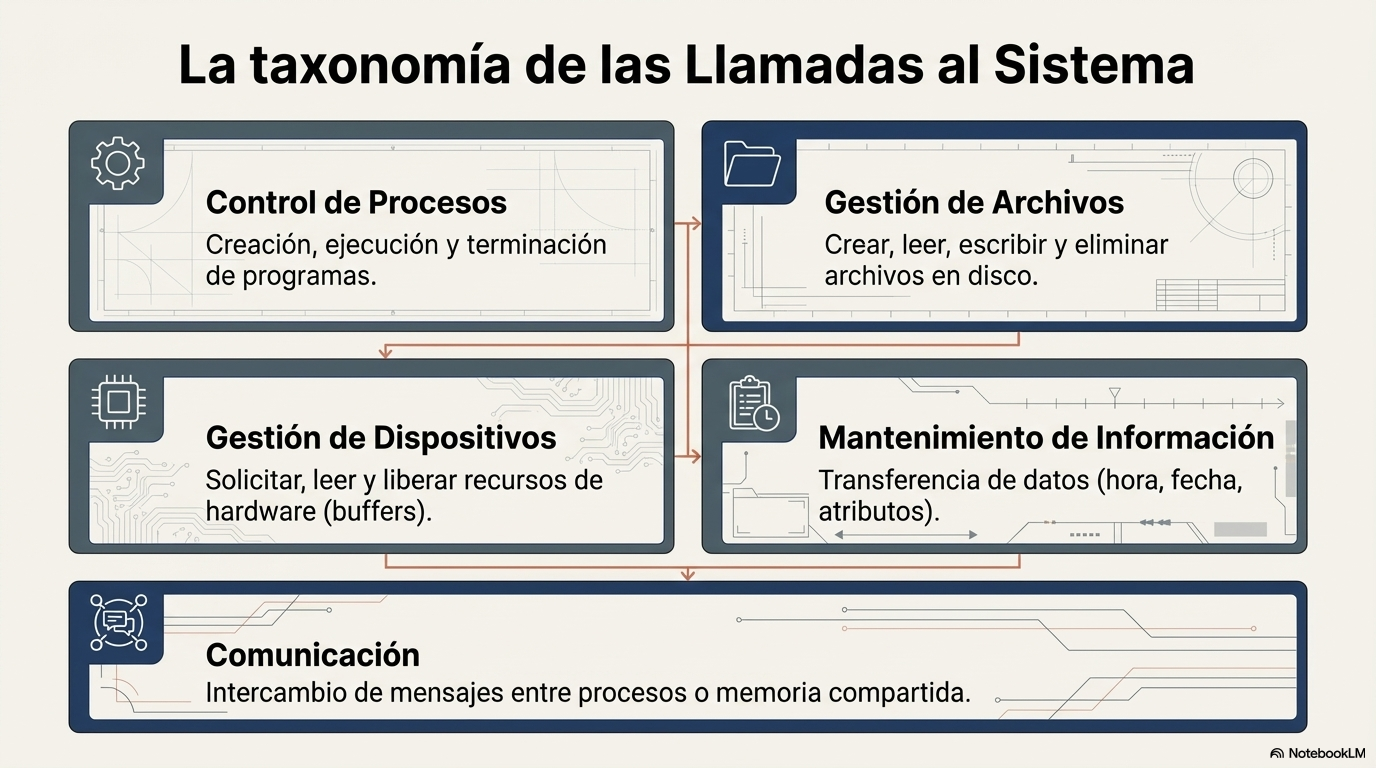 La taxonomía de las Llamadas al Sistema
Control de Procesos
Creación, ejecución y terminación
de programas.
Gestión de Archivos
Crear, leer, escribir y eliminar
archivos en disco.
Gestión de Dispositivos
Solicitar, leer y liberar recursos de
hardware (buffers).
Mantenimiento de Información
Transferencia de datos (hora, fecha,
atributos).
Comunicación
Intercambio de mensajes entre procesos o memoria compartida.
NotebookLM